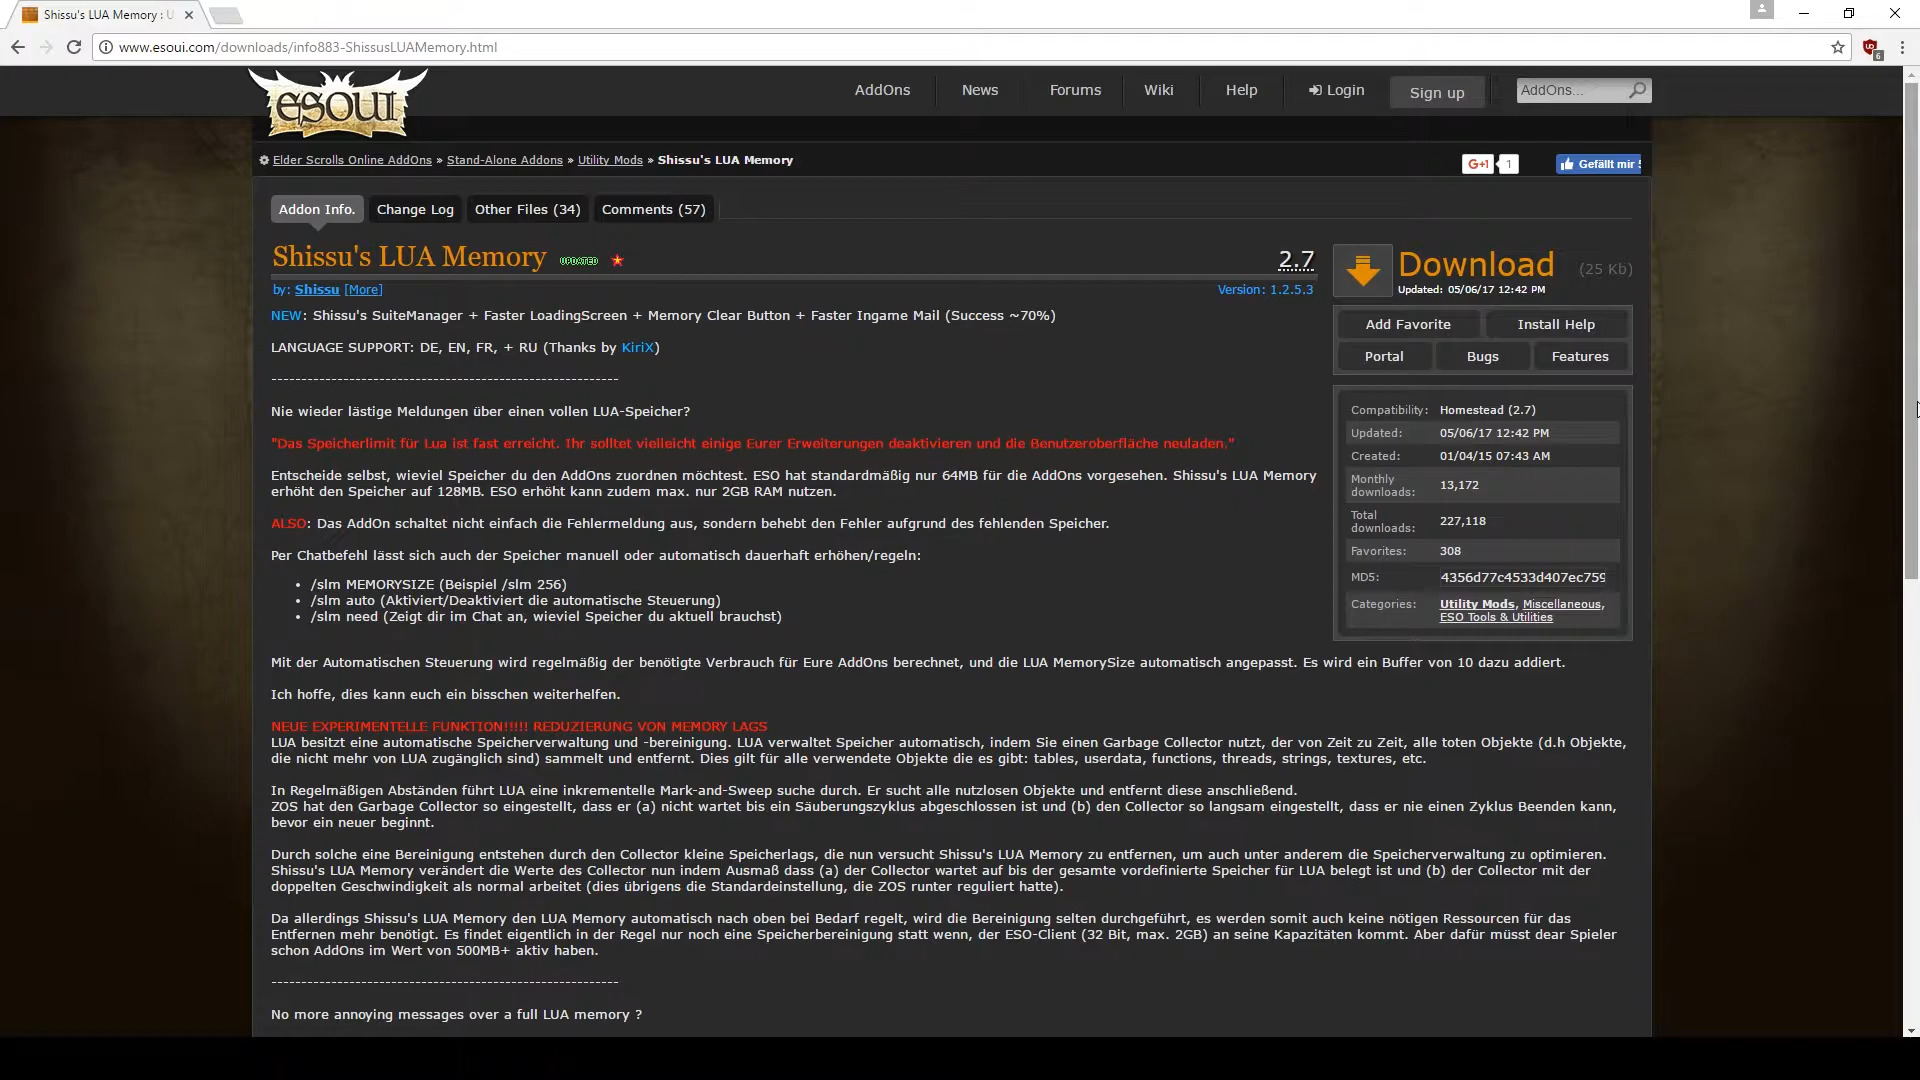 Shissu's LUA Memory : U
www.esoui.com/downloads/info883-ShissusLUAMemory.html
6
esoui
AddOns
News
Forums
Wiki
Help
Login
Sign up
AddOns...
Elder Scrolls Online AddOns » Stand-Alone Addons » Utility Mods » Shissu's LUA Memory
G+1
1
Gefällt mir
Addon Info.
Change Log
Other Files (34)
Comments (57)
Shissu's LUA Memory UPDATED
2.7
Download (25 Kb)
Updated: 05/06/17 12:42 PM
by: Shissu [More]
Version: 1.2.5.3
NEW: Shissu's SuiteManager + Faster LoadingScreen + Memory Clear Button + Faster Ingame Mail (Success ~70%)
Add Favorite
Install Help
LANGUAGE SUPPORT: DE, EN, FR, + RU (Thanks by KiriX)
Portal
Bugs
Features
----------------------------------------------------------
Nie wieder lästige Meldungen über einen vollen LUA-Speicher?
"Das Speicherlimit für Lua ist fast erreicht. Ihr solltet vielleicht einige Eurer Erweiterungen deaktivieren und die Benutzeroberfläche neuladen."
Entscheide selbst, wieviel Speicher du den AddOns zuordnen möchtest. ESO hat standardmäßig nur 64MB für die AddOns vorgesehen. Shissu's LUA Memory
erhöht den Speicher auf 128MB. ESO erhöht kann zudem max. nur 2GB RAM nutzen.
ALSO: Das AddOn schaltet nicht einfach die Fehlermeldung aus, sondern behebt den Fehler aufgrund des fehlenden Speicher.
Per Chatbefehl lässt sich auch der Speicher manuell oder automatisch dauerhaft erhöhen/regeln:
• /slm MEMORYSIZE (Beispiel /slm 256)
• /slm auto (Aktiviert/Deaktiviert die automatische Steuerung)
• /slm need (Zeigt dir im Chat an, wieviel Speicher du aktuell brauchst)
Compatibility: Homestead (2.7)
Updated: 05/06/17 12:42 PM
Created: 01/04/15 07:43 AM
Monthly
downloads: 13,172
Total
downloads: 227,118
Favorites: 308
MD5: 4356d77c4533d407ec759
Categories: Utility Mods, Miscellaneous,
ESO Tools & Utilities
Mit der Automatischen Steuerung wird regelmäßig der benötigte Verbrauch für Eure AddOns berechnet, und die LUA MemorySize automatisch angepasst. Es wird ein Buffer von 10 dazu addiert.
Ich hoffe, dies kann euch ein bisschen weiterhelfen.
NEUE EXPERIMENTELLE FUNKTION!!!!! REDUZIERUNG VON MEMORY LAGS
LUA besitzt eine automatische Speicherverwaltung und -bereinigung. LUA verwaltet Speicher automatisch, indem Sie einen Garbage Collector nutzt, der von Zeit zu Zeit, alle toten Objekte (d.h Objekte,
die nicht mehr von LUA zugänglich sind) sammelt und entfernt. Dies gilt für alle verwendete Objekte die es gibt: tables, userdata, functions, threads, strings, textures, etc.
In Regelmäßigen Abständen führt LUA eine inkrementelle Mark-and-Sweep suche durch. Er sucht alle nutzlosen Objekte und entfernt diese anschließend.
ZOS hat den Garbage Collector so eingestellt, dass er (a) nicht wartet bis ein Säuberungszyklus abgeschlossen ist und (b) den Collector so langsam eingestellt, dass er nie einen Zyklus Beenden kann,
bevor ein neuer beginnt.
Durch solche eine Bereinigung entstehen durch den Collector kleine Speicherlags, die nun versucht Shissu's LUA Memory zu entfernen, um auch unter anderem die Speicherverwaltung zu optimieren.
Shissu's LUA Memory verändert die Werte des Collector nun indem Ausmaß dass (a) der Collector wartet auf bis der gesamte vordefinierte Speicher für LUA belegt ist und (b) der Collector mit der
doppelten Geschwindigkeit als normal arbeitet (dies übrigens die Standardeinstellung, die ZOS runter reguliert hatte).
Da allerdings Shissu's LUA Memory den LUA Memory automatisch nach oben bei Bedarf regelt, wird die Bereinigung selten durchgeführt, es werden somit auch keine nötigen Ressourcen für das
Entfernen mehr benötigt. Es findet eigentlich in der Regel nur noch eine Speicherbereinigung statt wenn, der ESO-Client (32 Bit, max. 2GB) an seine Kapazitäten kommt. Aber dafür müsst dear Spieler
schon AddOns im Wert von 500MB+ aktiv haben.
----------------------------------------------------------
No more annoying messages over a full LUA memory ?